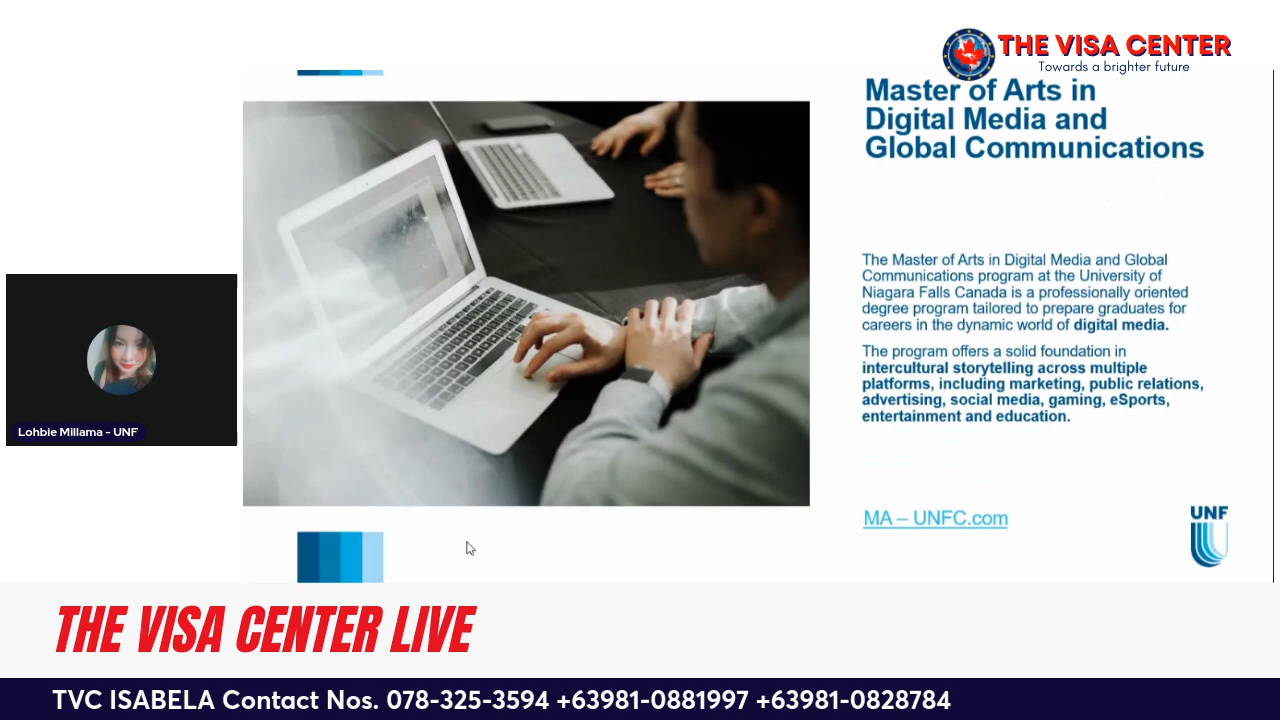 THE VISA CENTER
Towards a brighter future
Master of Arts in
Digital Media and
Global Communications
The Master of Arts in Digital Media and Global
Communications program at the University of
Niagara Falls Canada is a professionally oriented
degree program tailored to prepare graduates for
careers in the dynamic world of digital media.
The program offers a solid foundation in
intercultural storytelling across multiple
platforms, including marketing, public relations,
advertising, social media, gaming, eSports,
entertainment and education.
MA – UNFC.com
UNF
Lohbie Millama - UNF
THE VISA CENTER LIVE
TVC ISABELA Contact Nos. 078-325-3594 +63981-0881997 +63981-0828784